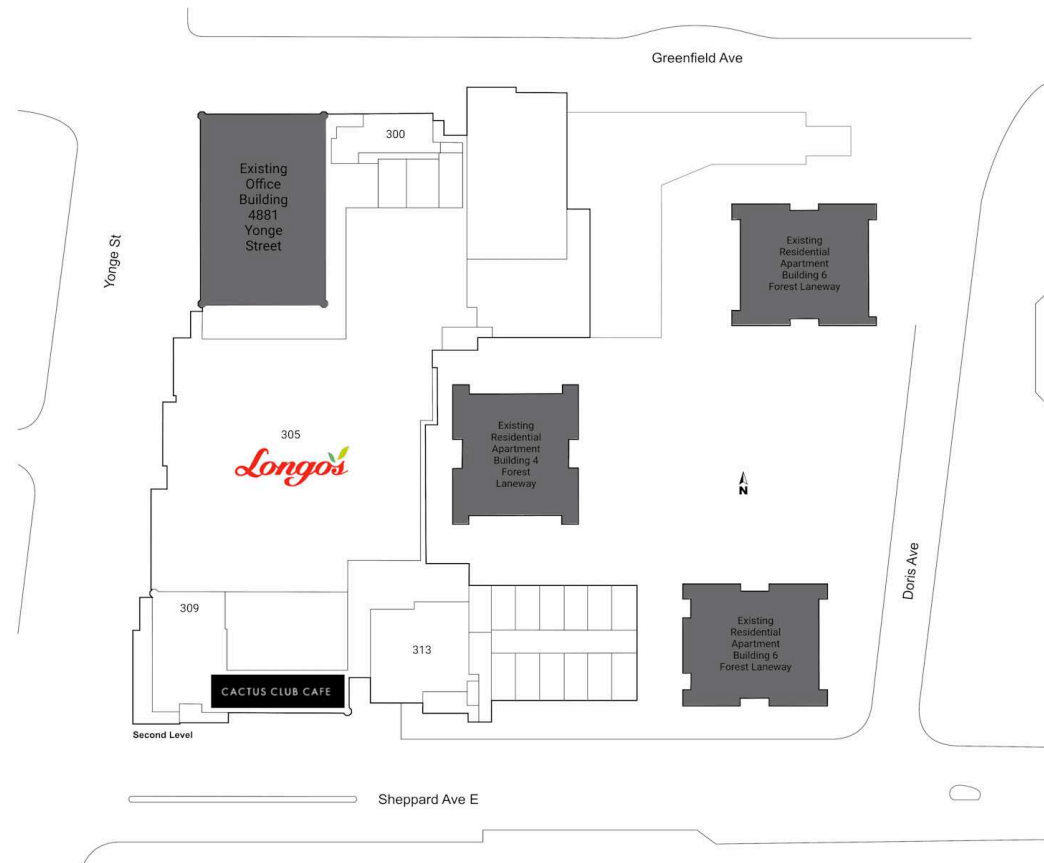 Greenfield Ave
300
Existing
Office
Building
4881
Yonge
Street
Yonge St
Existing
Residential
Apartment
Building 6
Forest Laneway
305
Longo's
Existing
Residential
Apartment
Building 4
Forest
Laneway
N
Doris Ave
309
313
Existing
Residential
Apartment
Building 6
Forest Laneway
CACTUS CLUB CAFE
Second Level
Sheppard Ave E